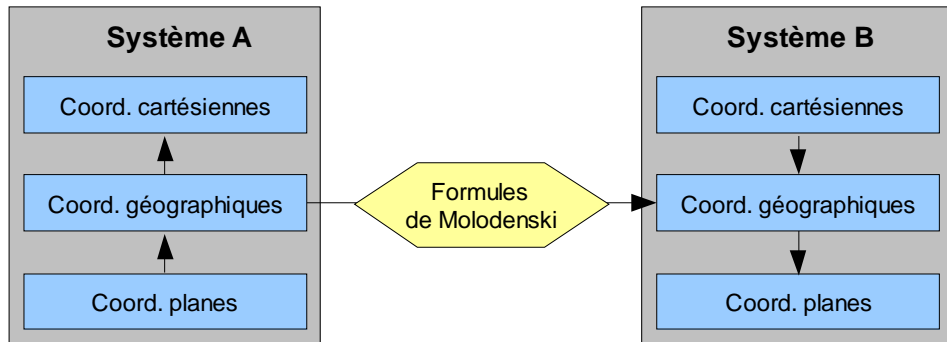 Système A
Coord. cartésiennes
Coord. géographiques
Coord. planes
Formules
de Molodenski
Système B
Coord. cartésiennes
Coord. géographiques
Coord. planes